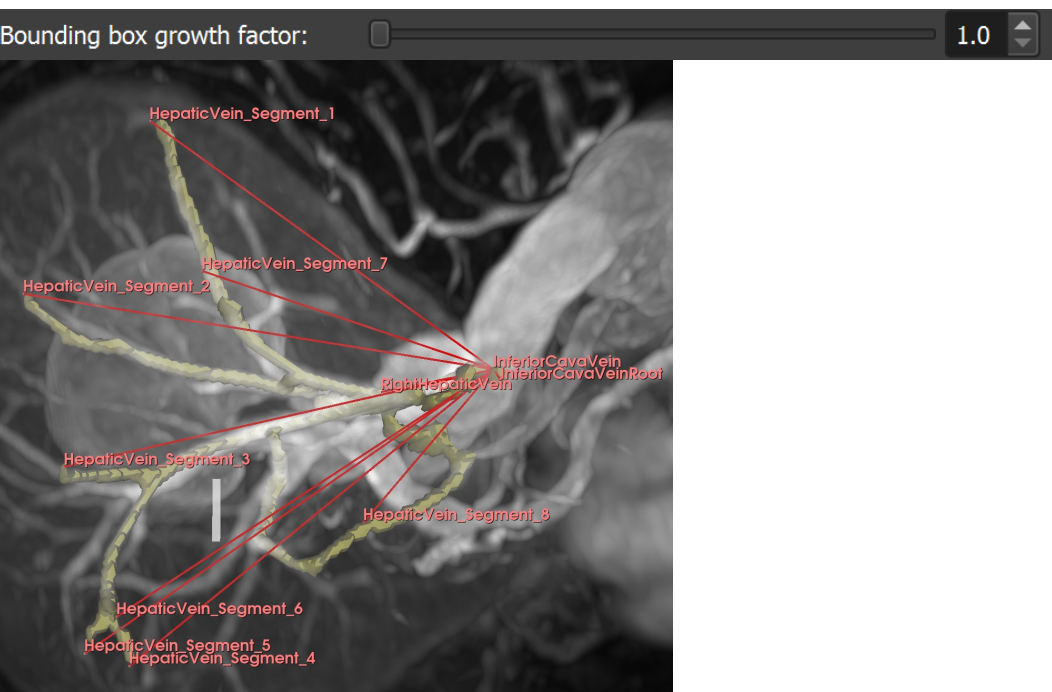 Bounding box growth factor: 1.0
HepaticVein_Segment_1
HepaticVein_Segment_7
HepaticVein_Segment_2
InferiorCavaVein
InferiorCavaVeinRoot
RightHepaticVein
HepaticVein_Segment_3
HepaticVein_Segment_8
HepaticVein_Segment_6
HepaticVein_Segment_5
HepaticVein_Segment_4